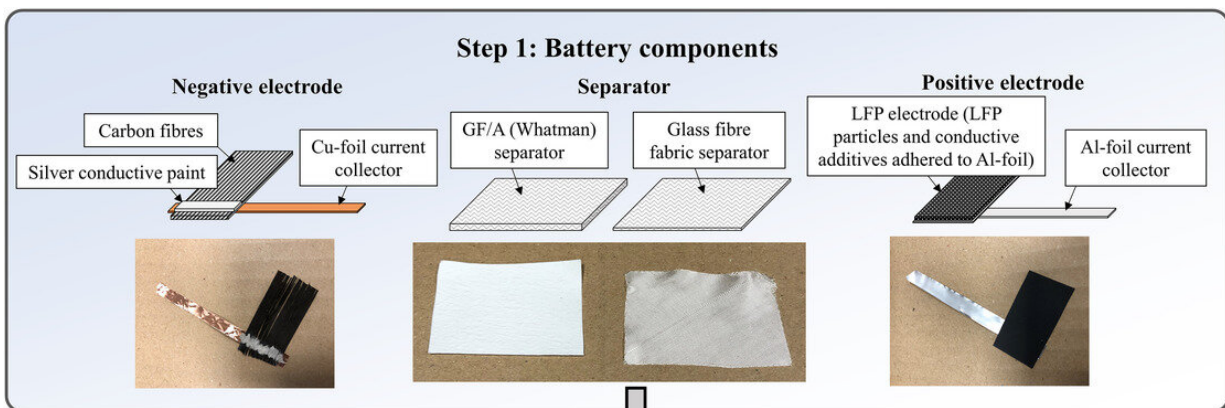 Step 1: Battery components
Negative electrode
Carbon fibres
Silver conductive paint
Cu-foil current
collector
Separator
GF/A (Whatman)
separator
Glass fibre
fabric separator
Positive electrode
LFP electrode (LFP
particles and conductive
additives adhered to Al-foil)
Al-foil current
collector